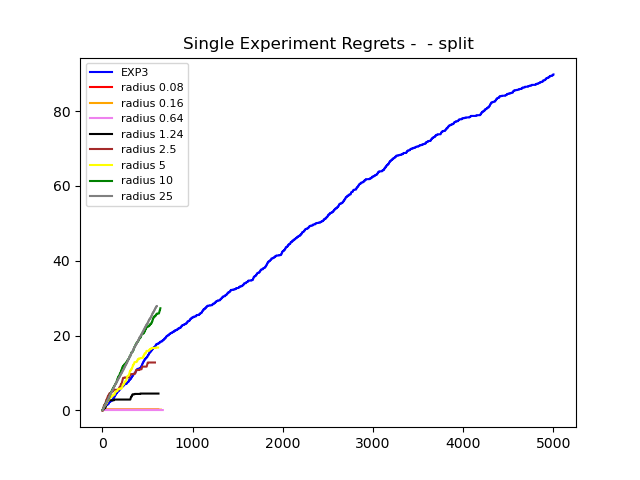 Single Experiment Regrets -  - split
EXP3
radius 0.08
radius 0.16
radius 0.64
radius 1.24
radius 2.5
radius 5
radius 10
radius 25
80
60
40
20
0
0 1000 2000 3000 4000 5000